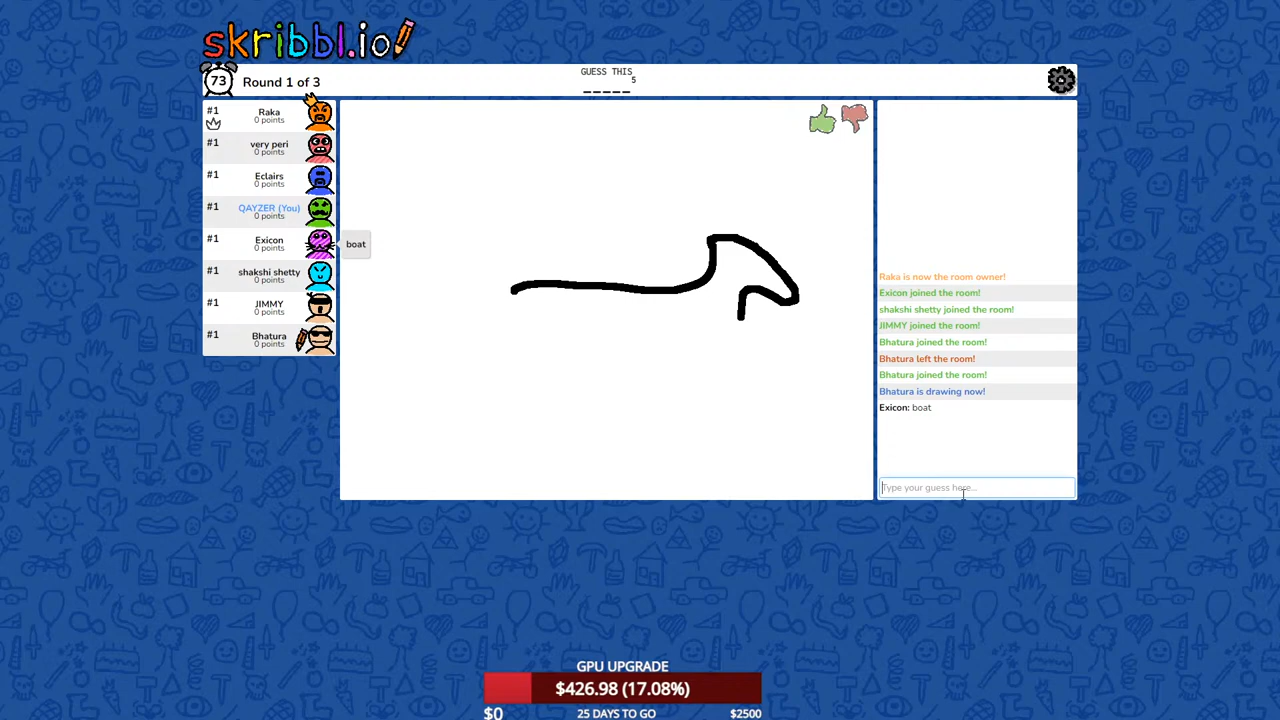 skribbl.io
73
Round 1 of 3
GUESS THIS
_____ 5
#1
Raka
0 points
#1
very peri
0 points
#1
Eclairs
0 points
#1
QAYZER (You)
0 points
#1
Exicon
0 points
boat
#1
shakshi shetty
0 points
#1
JIMMY
0 points
#1
Bhatura
0 points
Raka is now the room owner!
Exicon joined the room!
shakshi shetty joined the room!
JIMMY joined the room!
Bhatura joined the room!
Bhatura left the room!
Bhatura joined the room!
Bhatura is drawing now!
Exicon: boat
Type your guess here...
GPU UPGRADE
$426.98 (17.08%)
$0
25 DAYS TO GO
$2500